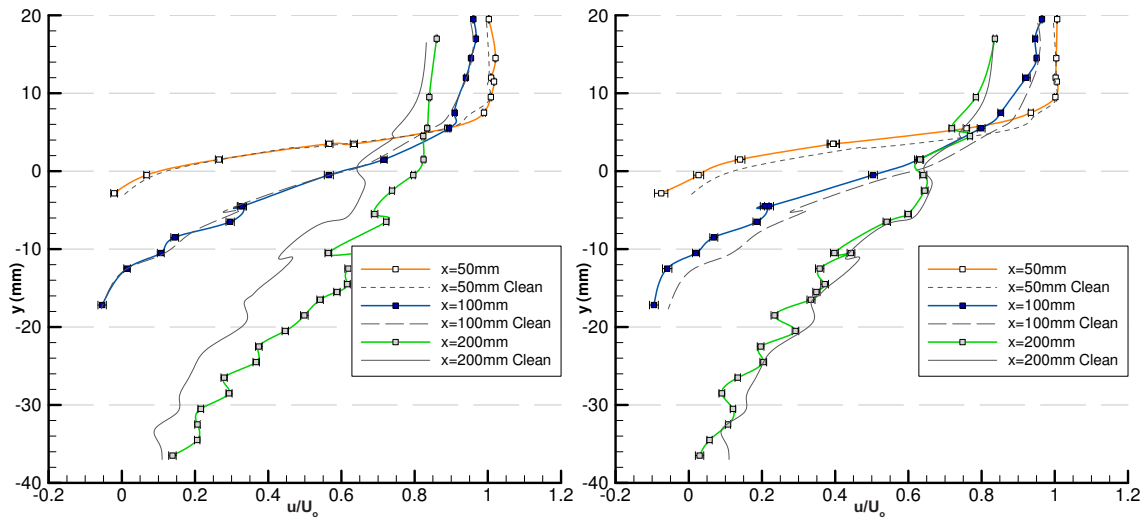 20
10
0
-10
-20
-30
-40
y (mm)
-0.2 0 0.2 0.4 0.6 0.8 1 1.2
u/Uo
x=50mm
x=50mm Clean
x=100mm
x=100mm Clean
x=200mm
x=200mm Clean
20
10
0
-10
-20
-30
-40
y (mm)
-0.2 0 0.2 0.4 0.6 0.8 1 1.2
u/Uo
x=50mm
x=50mm Clean
x=100mm
x=100mm Clean
x=200mm
x=200mm Clean